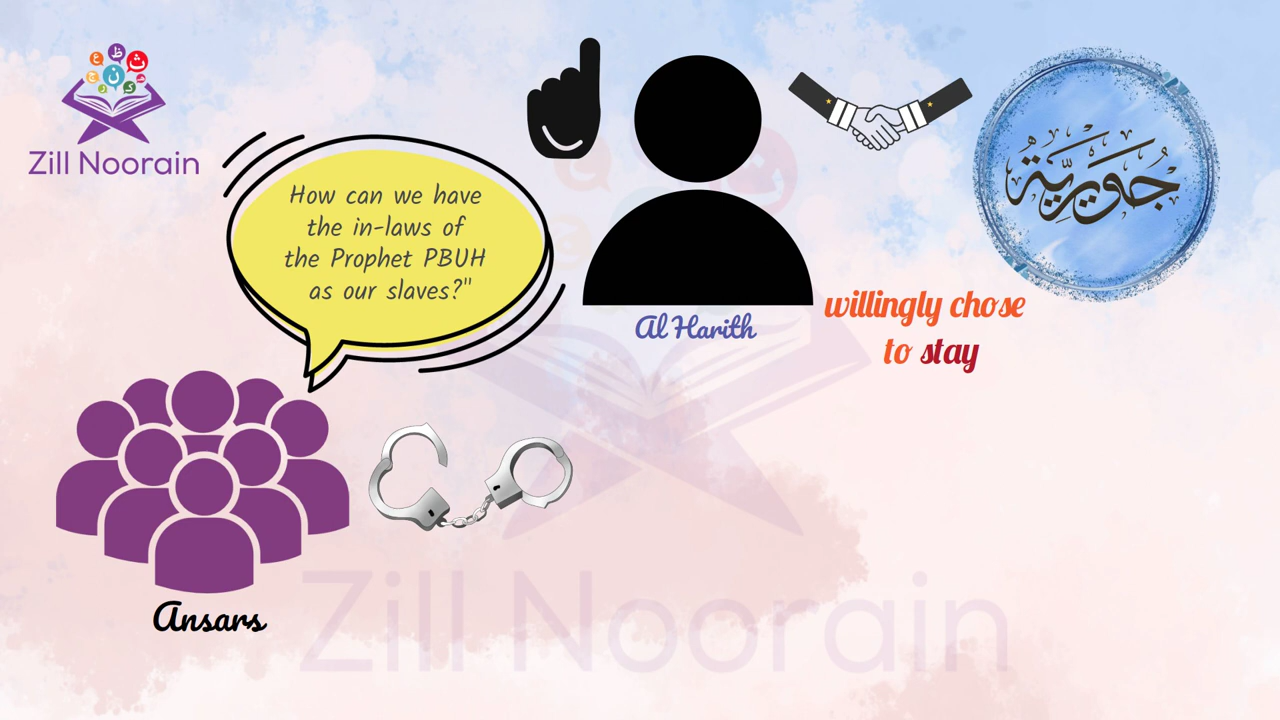 Zill Noorain
How can we have
the in-laws of
the Prophet PBUH
as our slaves?"
Al Harith
جُوَيرِيَّةُ
willingly chose
to stay
Ansars
Zill Noorain